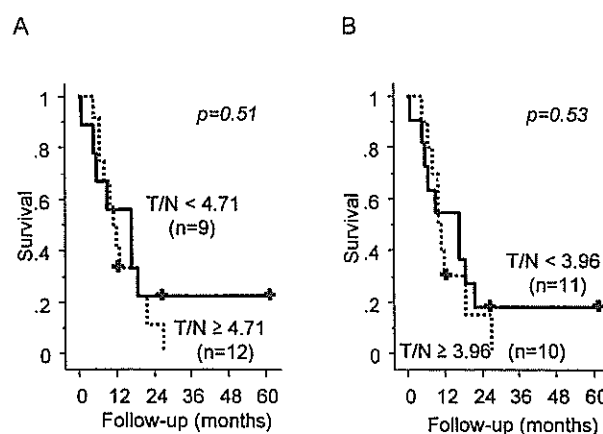 A
B
p=0.51
p=0.53
1
.8
.6
.4
.2
0
Survival
T/N < 4.71
(n=9)
T/N ≥ 4.71
(n=12)
0 12 24 36 48 60
Follow-up (months)
1
.8
.6
.4
.2
0
Survival
T/N < 3.96
(n=11)
T/N ≥ 3.96 (n=10)
0 12 24 36 48 60
Follow-up (months)